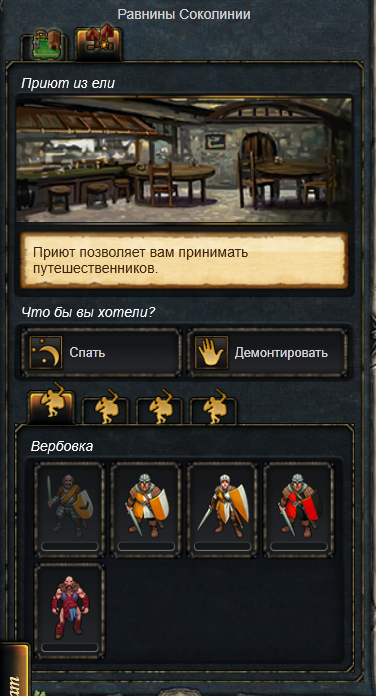 Равнины Соколинии
Приют из ели
Приют позволяет вам принимать
путешественников.
Что бы вы хотели?
Спать
Демонтировать
Вербовка